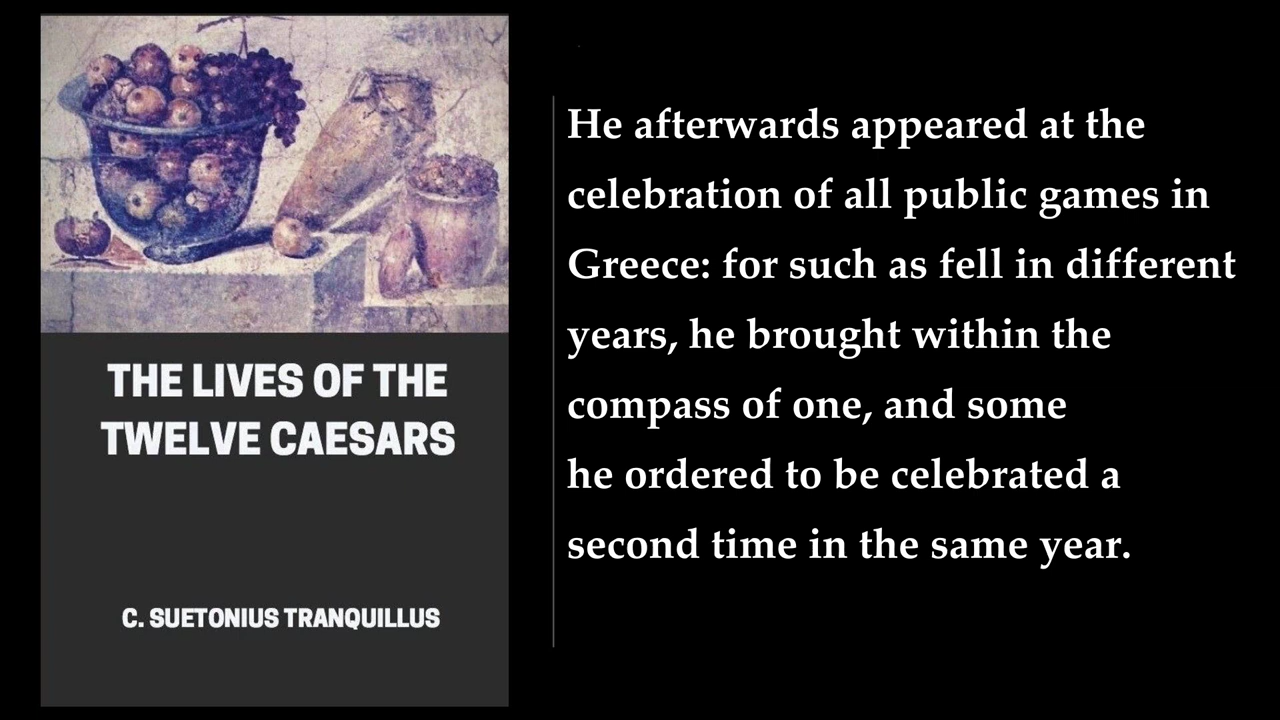 THE LIVES OF THE
TWELVE CAESARS
C. SUETONIUS TRANQUILLUS
He afterwards appeared at the
celebration of all public games in
Greece: for such as fell in different
years, he brought within the
compass of one, and some
he ordered to be celebrated a
second time in the same year.